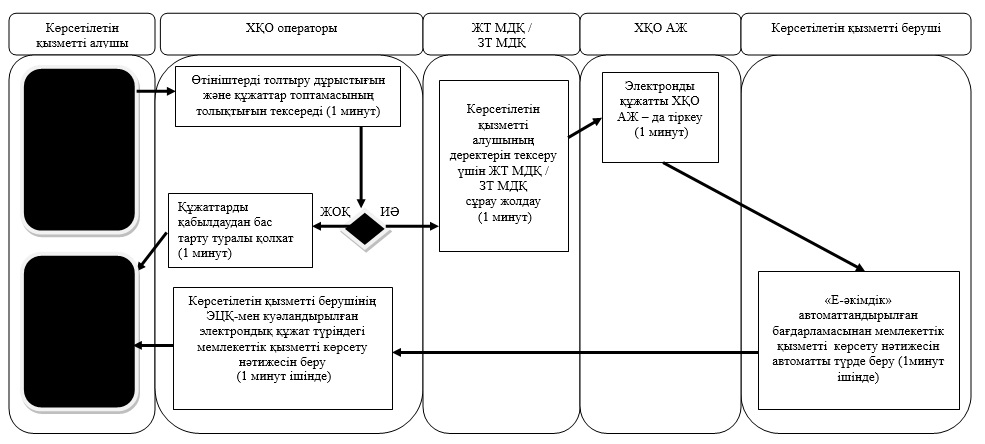 Көрсетілетін
қызметті алушы
ХҚО операторы
ЖТ МДҚ /
ЗТ МДҚ
ХҚО АЖ
Көрсетілетін қызметті беруші
Өтініштерді толтыру дұрыстығын
және құжаттар топтамасының
толықтығын тексереді (1 минут)
Көрсетілетін
қызметті
алушының
деректерін тексеру
үшін ЖТ МДҚ /
ЗТ МДҚ
сұрау жолдау
(1 минут)
Электронды
құжатты ХҚО
АЖ – да тіркеу
(1 минут)
Құжаттарды
қабылдаудан бас
тарту туралы қолхат
(1 минут)
ЖОҚ
ИӘ
Көрсетілетін қызметті берушінің
ЭЦҚ-мен куәландырылған
электрондық құжат түріндегі
мемлекеттік қызметті көрсету
нәтижесін беру
(1 минут ішінде)
«Е-әкімдік»
автоматтандырылған
бағдарламасынан мемлекеттік
қызметті көрсету нәтижесін
автоматты түрде беру (1минут
ішінде)